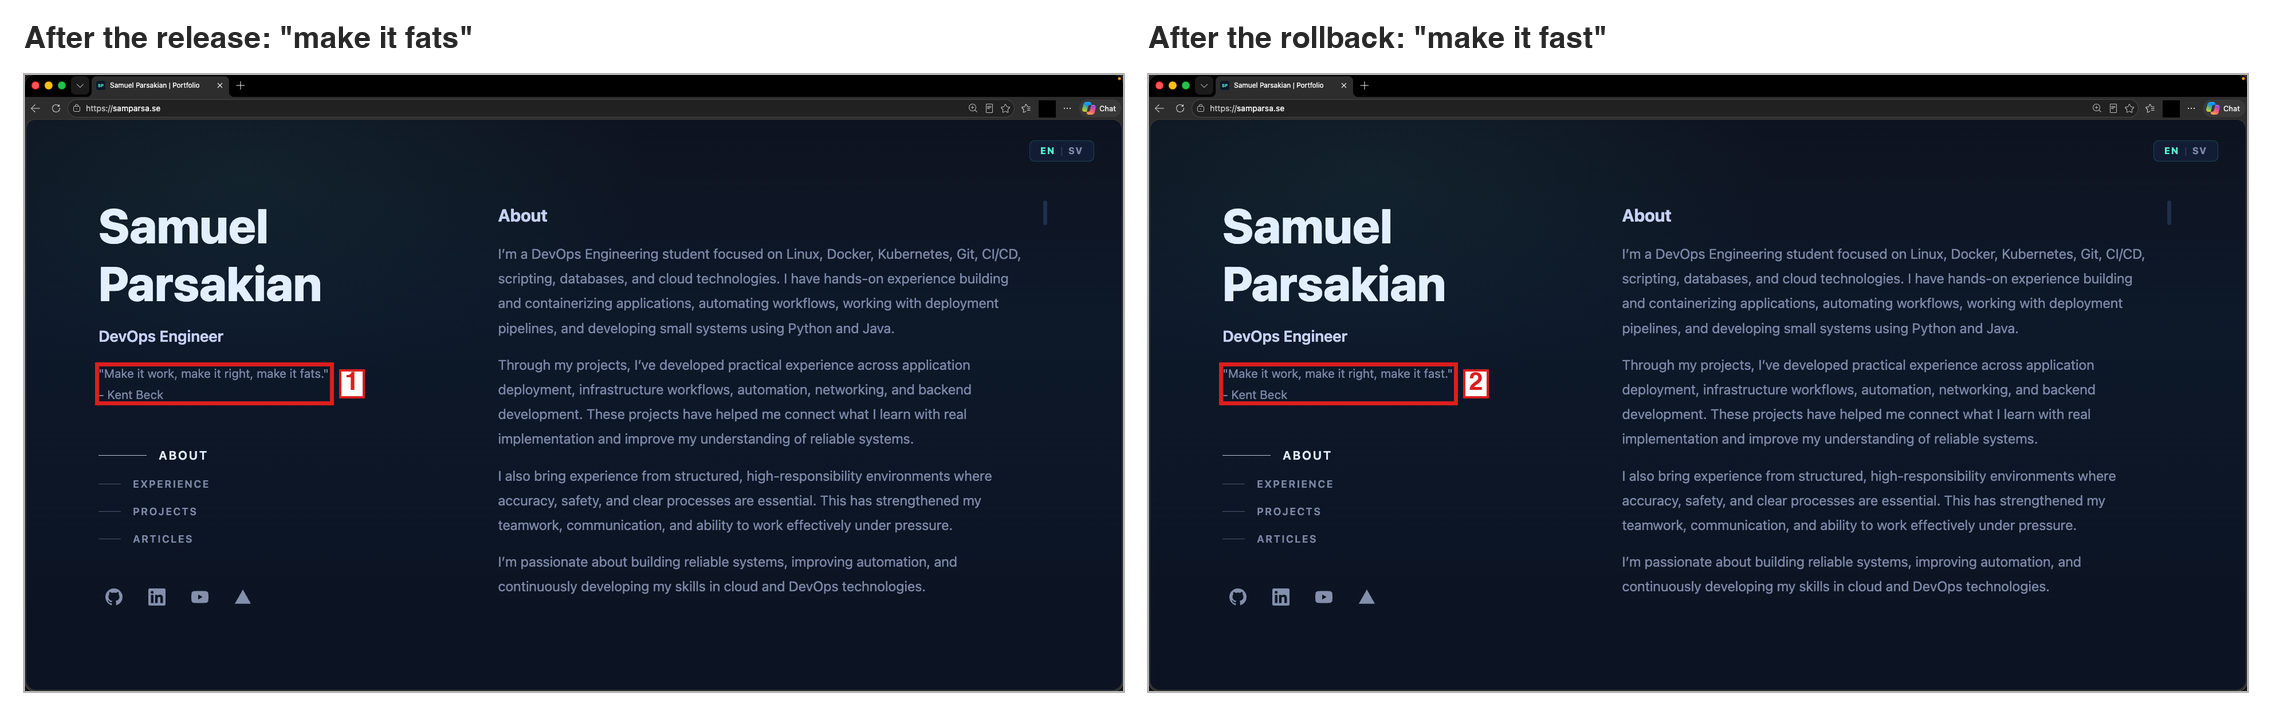 After the release: "make it fats"
Samuel Parsakian | Portfolio
https://samparsa.se
Chat
EN | SV
Samuel
Parsakian
DevOps Engineer
"Make it work, make it right, make it fats."
- Kent Beck
1
ABOUT
EXPERIENCE
PROJECTS
ARTICLES
About
I'm a DevOps Engineering student focused on Linux, Docker, Kubernetes, Git, CI/CD,
scripting, databases, and cloud technologies. I have hands-on experience building
and containerizing applications, automating workflows, working with deployment
pipelines, and developing small systems using Python and Java.
Through my projects, I've developed practical experience across application
deployment, infrastructure workflows, automation, networking, and backend
development. These projects have helped me connect what I learn with real
implementation and improve my understanding of reliable systems.
I also bring experience from structured, high-responsibility environments where
accuracy, safety, and clear processes are essential. This has strengthened my
teamwork, communication, and ability to work effectively under pressure.
I'm passionate about building reliable systems, improving automation, and
continuously developing my skills in cloud and DevOps technologies.
After the rollback: "make it fast"
Samuel Parsakian | Portfolio
https://samparsa.se
Chat
EN | SV
Samuel
Parsakian
DevOps Engineer
"Make it work, make it right, make it fast."
- Kent Beck
2
ABOUT
EXPERIENCE
PROJECTS
ARTICLES
About
I'm a DevOps Engineering student focused on Linux, Docker, Kubernetes, Git, CI/CD,
scripting, databases, and cloud technologies. I have hands-on experience building
and containerizing applications, automating workflows, working with deployment
pipelines, and developing small systems using Python and Java.
Through my projects, I've developed practical experience across application
deployment, infrastructure workflows, automation, networking, and backend
development. These projects have helped me connect what I learn with real
implementation and improve my understanding of reliable systems.
I also bring experience from structured, high-responsibility environments where
accuracy, safety, and clear processes are essential. This has strengthened my
teamwork, communication, and ability to work effectively under pressure.
I'm passionate about building reliable systems, improving automation, and
continuously developing my skills in cloud and DevOps technologies.